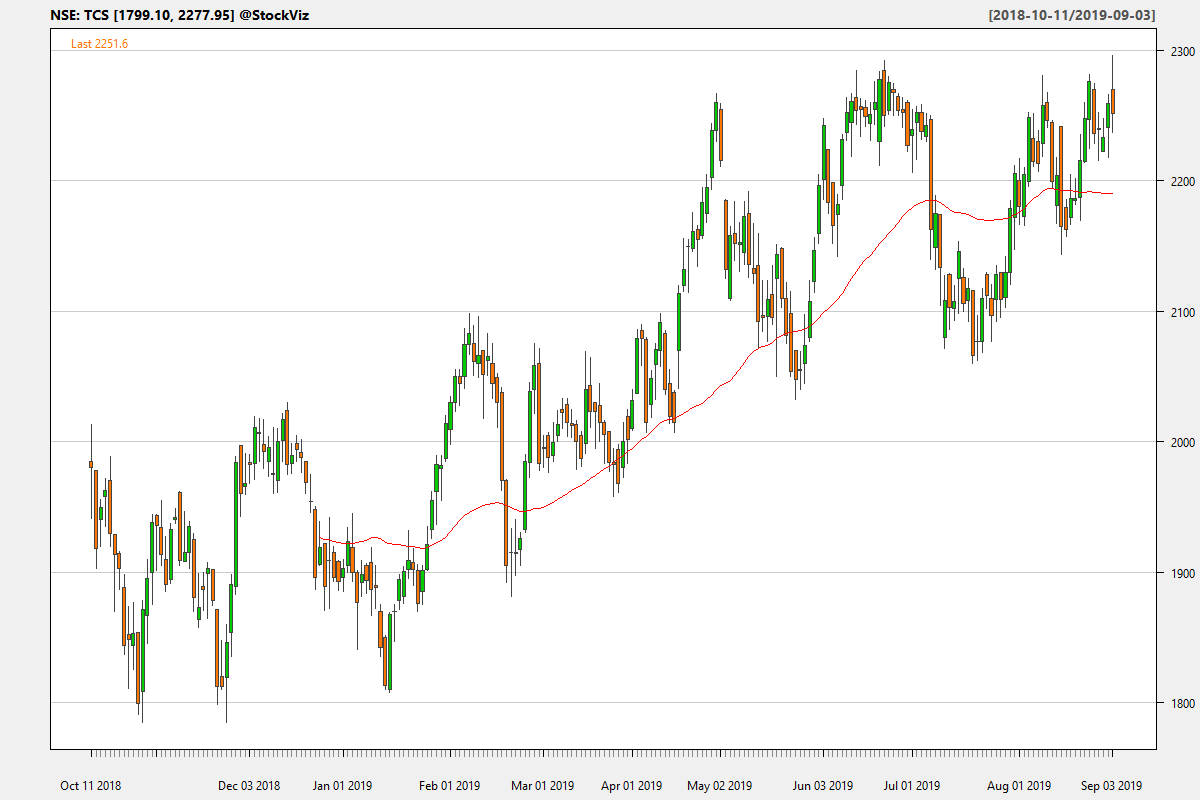 NSE: TCS [1799.10, 2277.95] @StockViz
[2018-10-11/2019-09-03]
Last 2251.6
2300
2200
2100
2000
1900
1800
Oct 11 2018 Dec 03 2018 Jan 01 2019 Feb 01 2019 Mar 01 2019 Apr 01 2019 May 02 2019 Jun 03 2019 Jul 01 2019 Aug 01 2019 Sep 03 2019